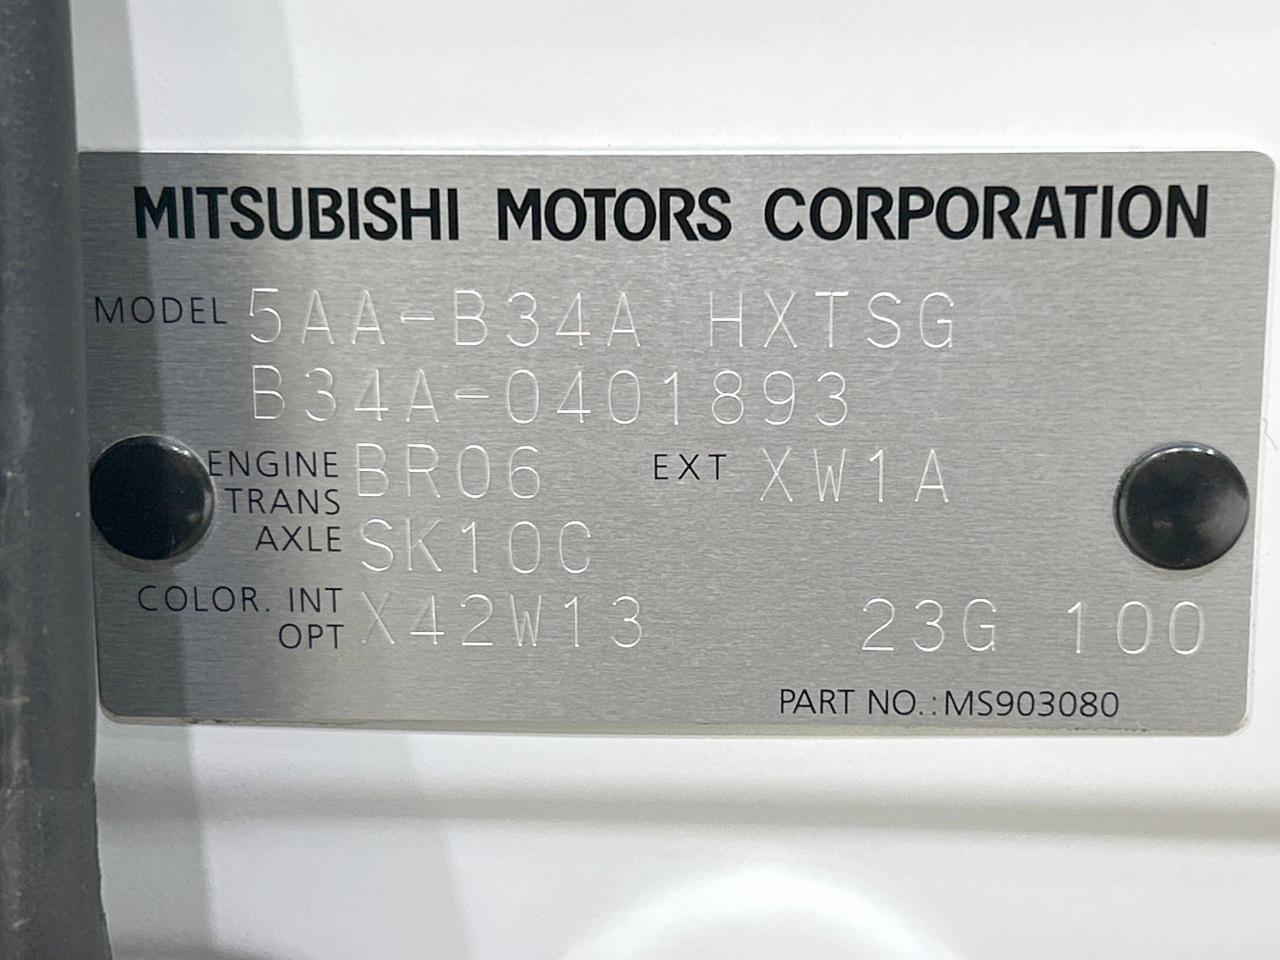 MITSUBISHI MOTORS CORPORATION
MODEL 5AA-B34A HXTSG
B34A-0401893
ENGINE BR06 EXT XW1A
TRANS
AXLE SK10C
COLOR. INT X42W13 23G 100
OPT
PART NO.:MS903080